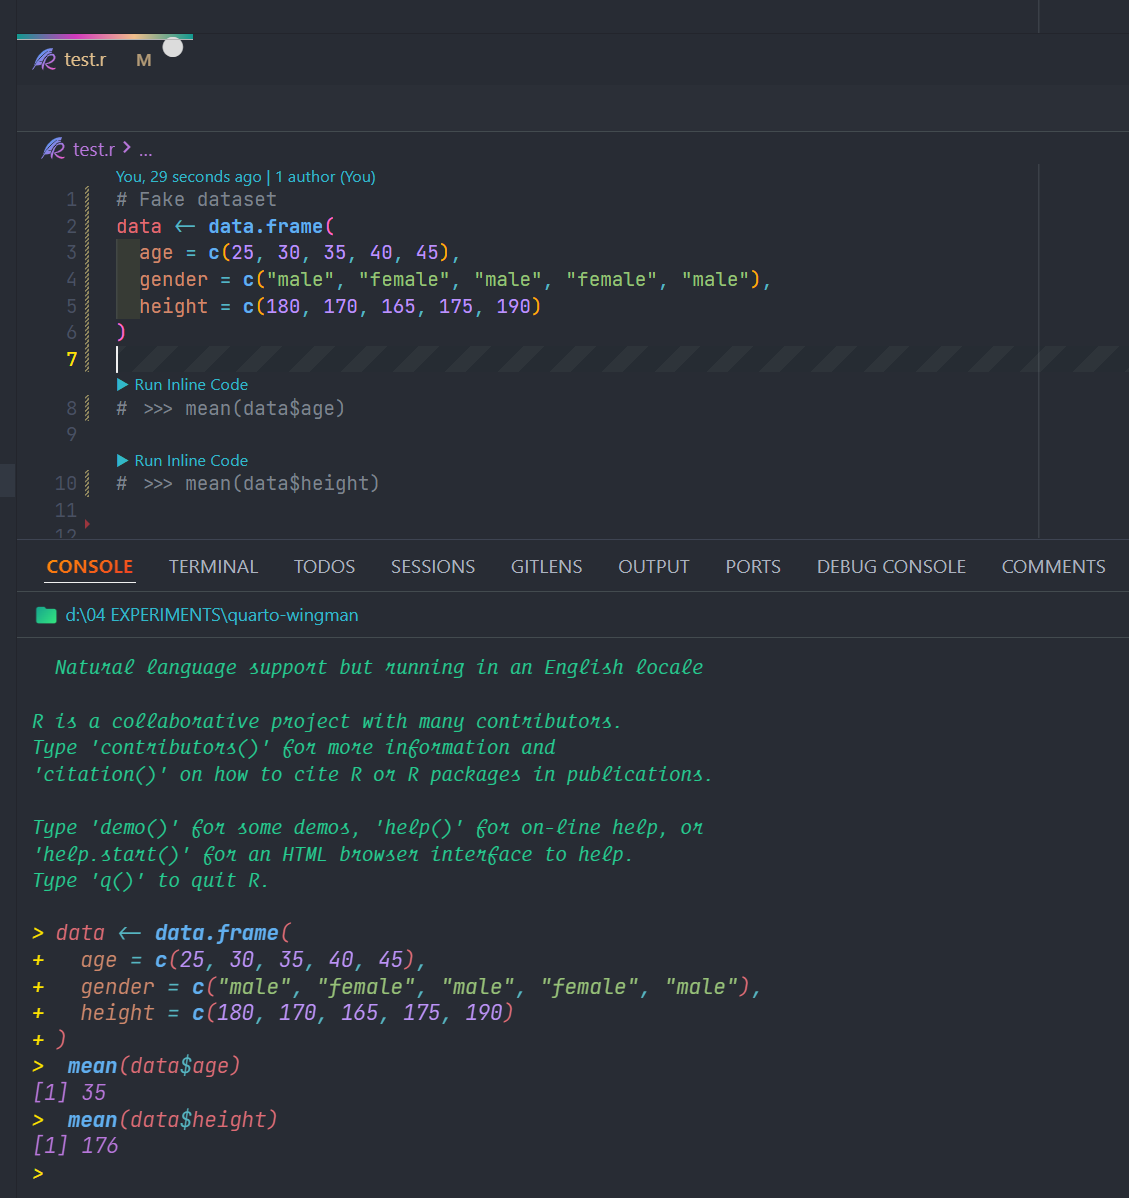 test.r M
test.r > ...
You, 29 seconds ago | 1 author (You)
1 # Fake dataset
2 data <- data.frame(
3 age = c(25, 30, 35, 40, 45),
4 gender = c("male", "female", "male", "female", "male"),
5 height = c(180, 170, 165, 175, 190)
6 )
7
Run Inline Code
8 # >>> mean(data$age)
9
Run Inline Code
10 # >>> mean(data$height)
11
12
CONSOLE TERMINAL TODOS SESSIONS GITLENS OUTPUT PORTS DEBUG CONSOLE COMMENTS
d:\04 EXPERIMENTS\quarto-wingman
Natural language support but running in an English locale
R is a collaborative project with many contributors.
Type 'contributors()' for more information and
'citation()' on how to cite R or R packages in publications.
Type 'demo()' for some demos, 'help()' for on-line help, or
'help.start()' for an HTML browser interface to help.
Type 'q()' to quit R.
> data <- data.frame(
+ age = c(25, 30, 35, 40, 45),
+ gender = c("male", "female", "male", "female", "male"),
+ height = c(180, 170, 165, 175, 190)
+ )
> mean(data$age)
[1] 35
> mean(data$height)
[1] 176
>